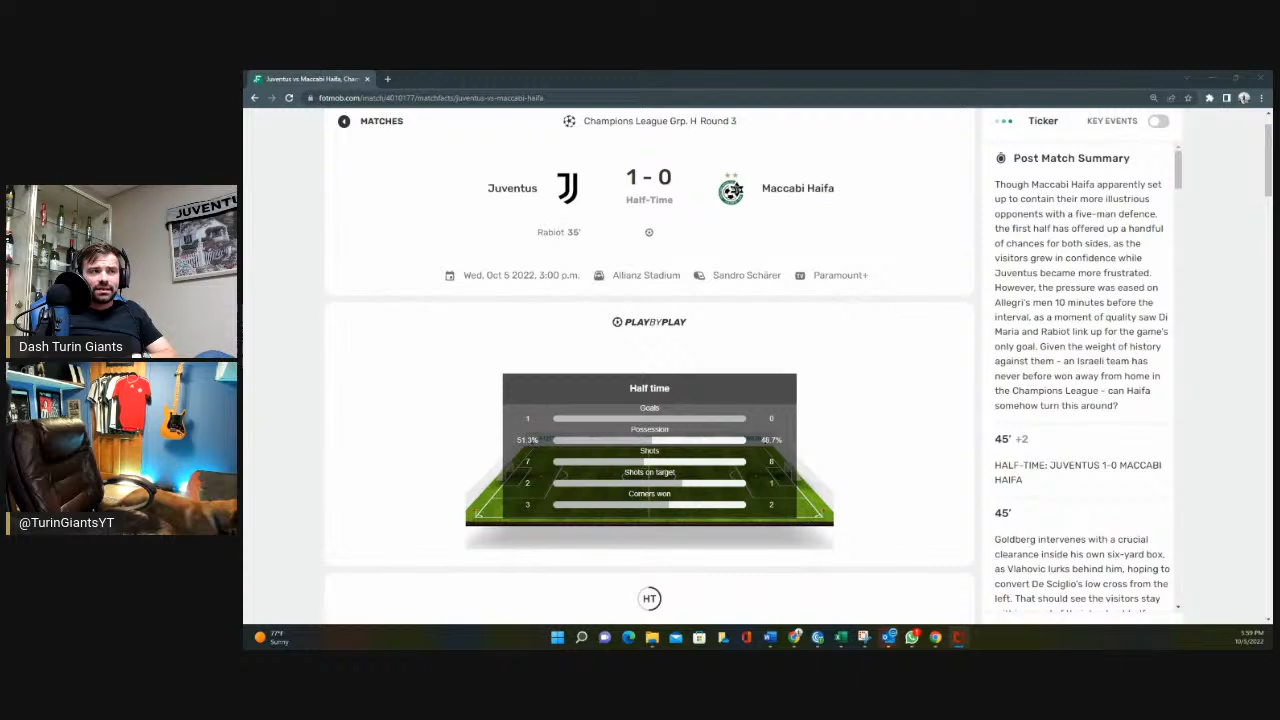 Juventus vs Maccabi Haifa, Cha
fotmob.com/match/4010177/matchfacts/juventus-vs-maccabi-haifa
MATCHES
Champions League Grp. H Round 3
Juventus
1 - 0
Half-Time
Maccabi Haifa
Rabiot 35'
Wed, Oct 5 2022, 3:00 p.m.
Allianz Stadium
Sandro Schärer
Paramount+
PLAYBYPLAY
Half time
Goals
1 0
Possession
51.3% 48.7%
Shots
7 8
Shots on target
2 1
Corners won
3 2
HT
Ticker
KEY EVENTS
Post Match Summary
Though Maccabi Haifa apparently set
up to contain their more illustrious
opponents with a five-man defence,
the first half has offered up a handful
of chances for both sides, as the
visitors grew in confidence while
Juventus became more frustrated.
However, the pressure was eased on
Allegri's men 10 minutes before the
interval, as a moment of quality saw Di
Maria and Rabiot link up for the game's
only goal. Given the weight of history
against them - an Israeli team has
never before won away from home in
the Champions League - can Haifa
somehow turn this around?
45' +2
HALF-TIME: JUVENTUS 1-0 MACCABI
HAIFA
45'
Goldberg intervenes with a crucial
clearance inside his own six-yard box,
as Vlahovic lurks behind him, hoping to
convert De Sciglio's low cross from the
left. That should see the visitors stay
JUVENTUS
Dash Turin Giants
@TurinGiantsYT
77°F
Sunny
3:59 PM
10/5/2022